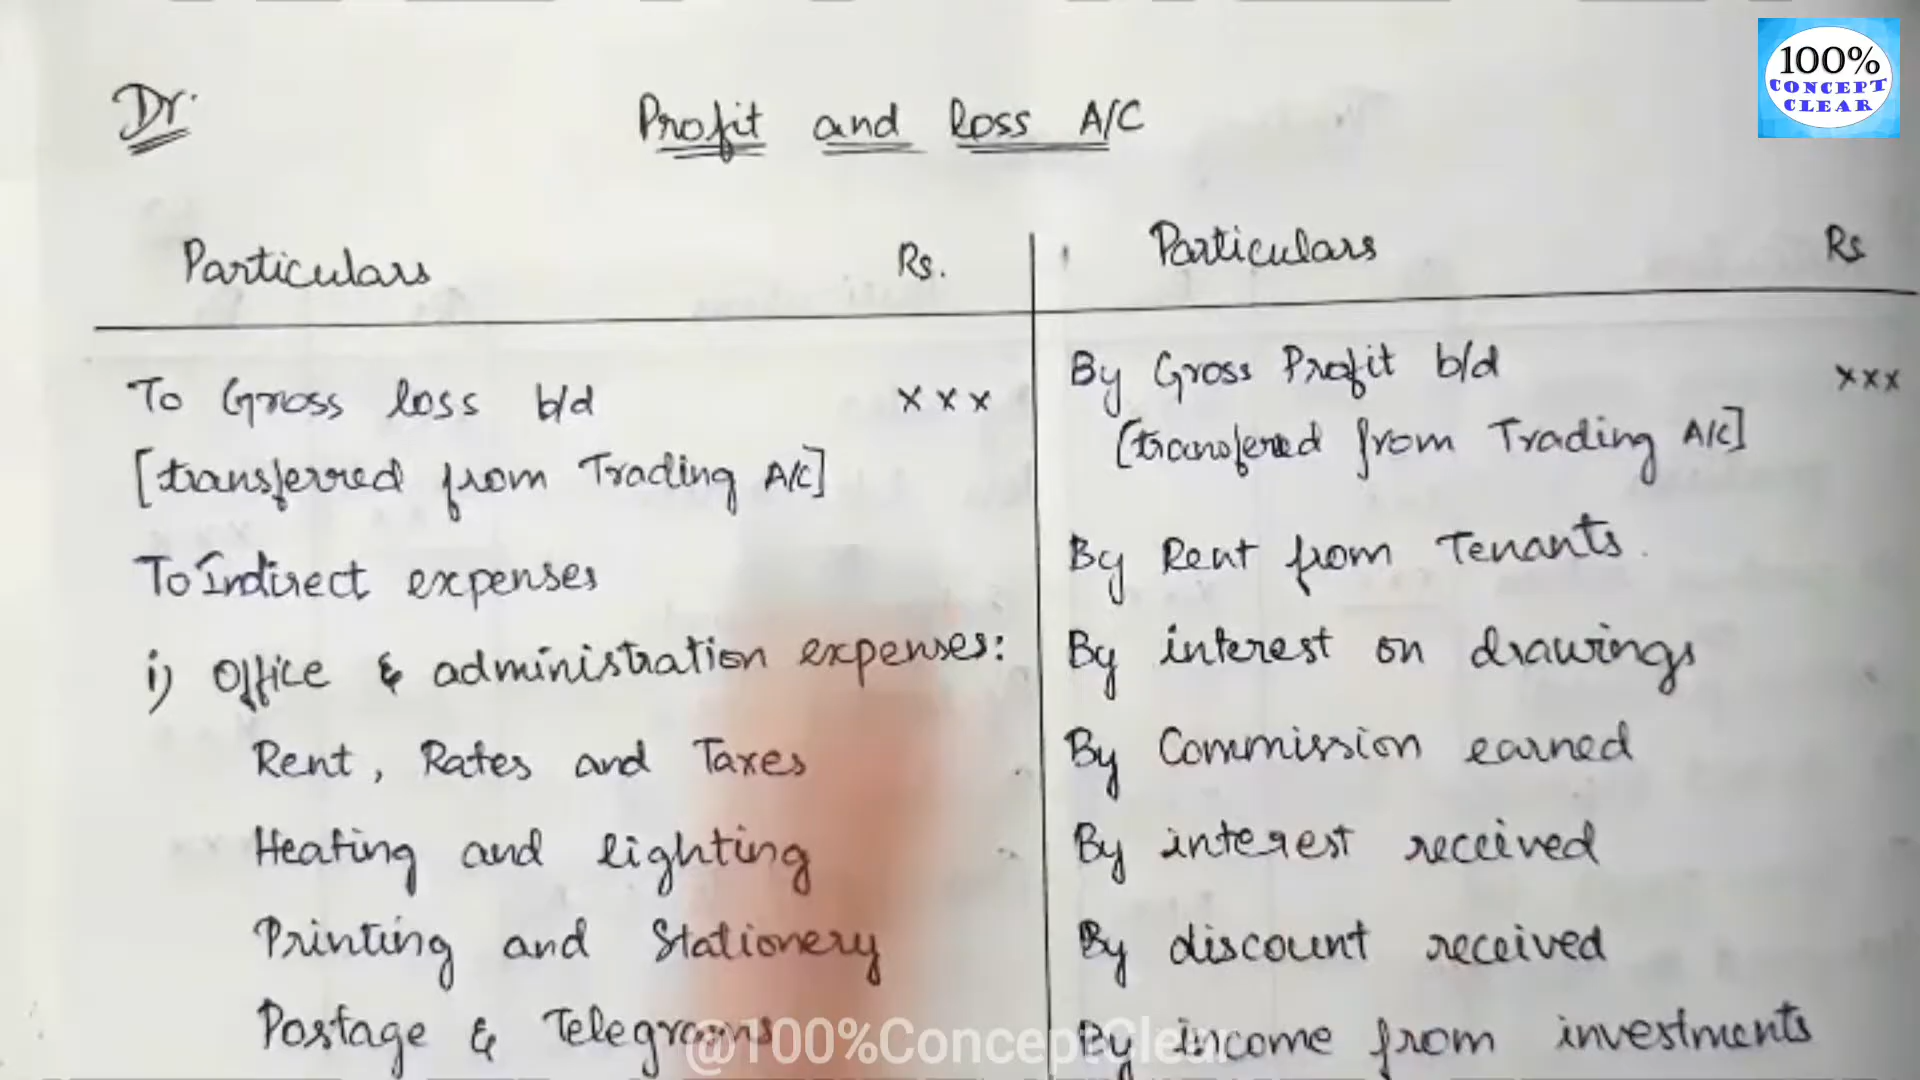 100%
CONCEPT
CLEAR
Dr.
Profit and loss A/C
Particulars Rs.
To Gross loss b/d xxx
[transferred from Trading A/C]
To Indirect expenses
i) Office & administration expenses:
Rent, Rates and Taxes
Heating and lighting
Printing and Stationery
Postage & Telegrams
Particulars Rs
By Gross Profit b/d xxx
[transfered from Trading A/C]
By Rent from Tenants.
By interest on drawings
By Commission earned
By interest received
By discount received
By income from investments
@100%ConceptClear